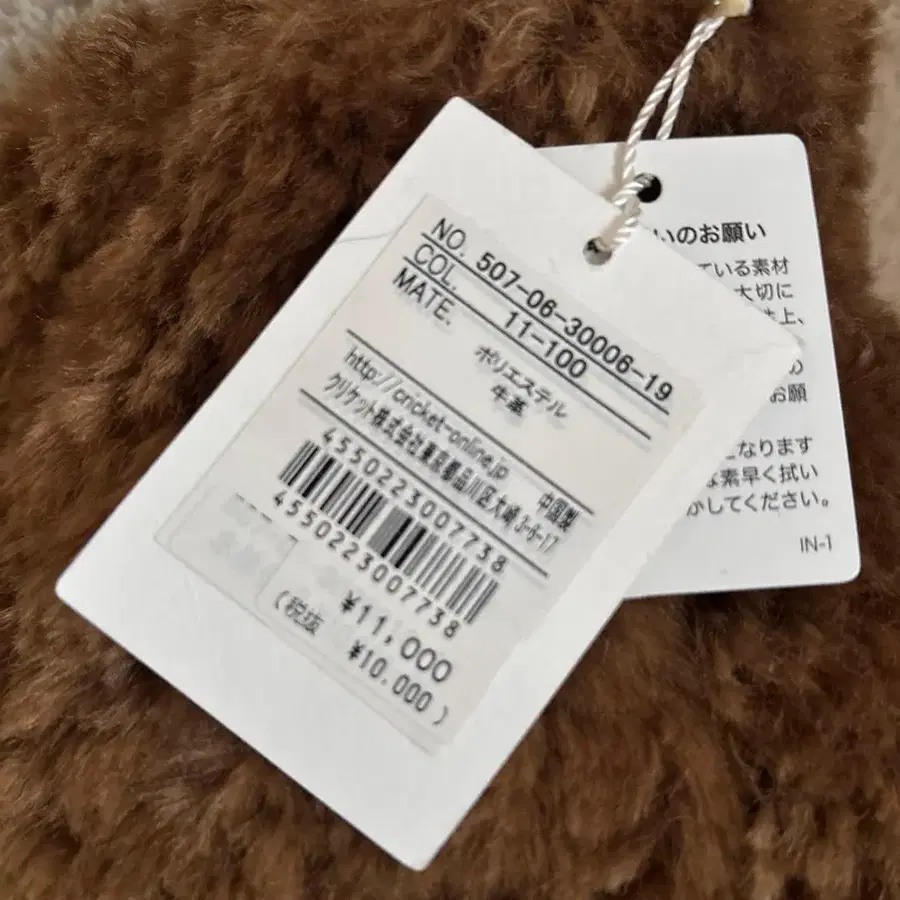 NO. 507-06-30006-19
COL. 11-100
MATE.
ポリエステル
牛革
http://cricket-online.jp 中国製
クリケット株式会社東京都品川区大崎3-6-17
4550223007738
4550223007738
¥11,000
(税抜 ¥10,000)
いのお願い
ている素材
大切に
上、
の
お願
になります
な素早く拭い
かしてください。
IN-1